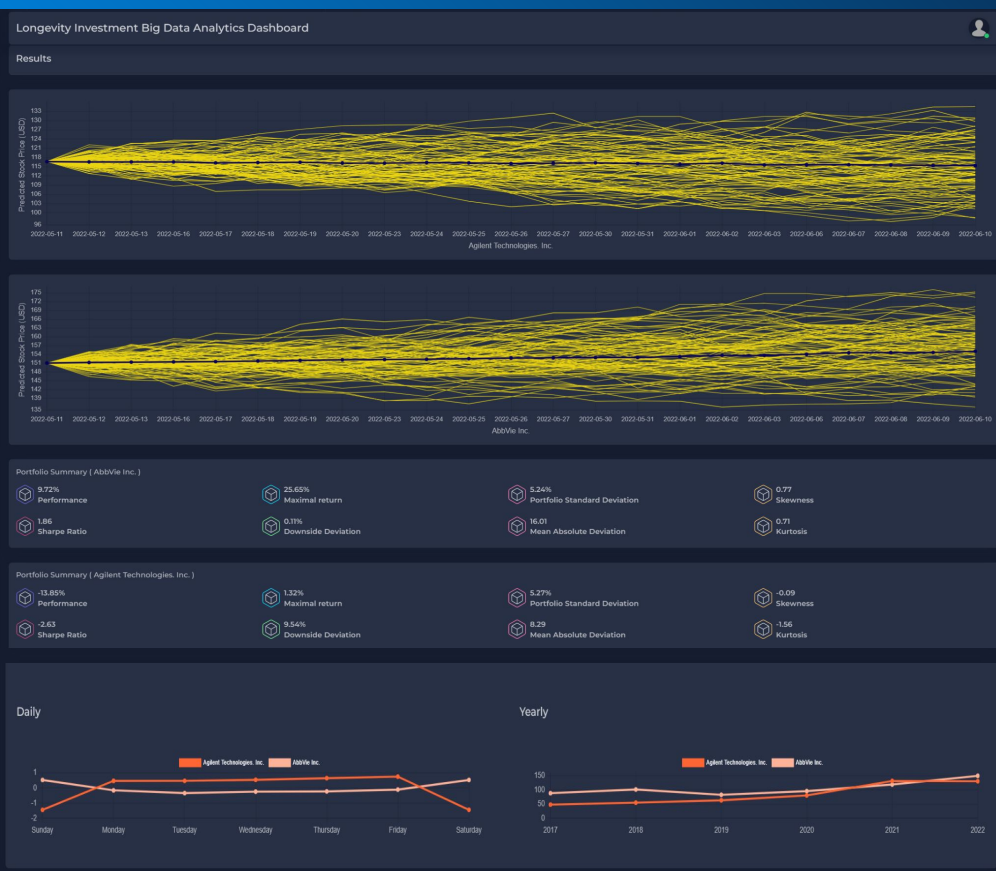 Longevity Investment Big Data Analytics Dashboard
Results
Predicted Stock Price (USD)
133
130
127
124
121
118
115
112
109
106
103
100
96
2022-05-11 2022-05-12 2022-05-13 2022-05-16 2022-05-17 2022-05-18 2022-05-19 2022-05-20 2022-05-23 2022-05-24 2022-05-25 2022-05-26 2022-05-27 2022-05-30 2022-05-31 2022-06-01 2022-06-02 2022-06-03 2022-06-06 2022-06-07 2022-06-08 2022-06-09 2022-06-10
Agilent Technologies. Inc.
Predicted Stock Price (USD)
175
172
169
166
163
160
157
154
151
148
145
142
139
135
2022-05-11 2022-05-12 2022-05-13 2022-05-16 2022-05-17 2022-05-18 2022-05-19 2022-05-20 2022-05-23 2022-05-24 2022-05-25 2022-05-26 2022-05-27 2022-05-30 2022-05-31 2022-06-01 2022-06-02 2022-06-03 2022-06-06 2022-06-07 2022-06-08 2022-06-09 2022-06-10
AbbVie Inc.
Portfolio Summary ( AbbVie Inc. )
9.72% 25.65% 5.24% 0.77
Performance Maximal return Portfolio Standard Deviation Skewness
1.86 0.11% 16.01 0.71
Sharpe Ratio Downside Deviation Mean Absolute Deviation Kurtosis
Portfolio Summary ( Agilent Technologies. Inc. )
-13.85% 1.32% 5.27% -0.09
Performance Maximal return Portfolio Standard Deviation Skewness
-2.63 9.54% 8.29 -1.56
Sharpe Ratio Downside Deviation Mean Absolute Deviation Kurtosis
Daily
Agilent Technologies. Inc. AbbVie Inc.
1
0
-1
-2
Sunday Monday Tuesday Wednesday Thursday Friday Saturday
Yearly
Agilent Technologies. Inc. AbbVie Inc.
150
100
50
0
2017 2018 2019 2020 2021 2022